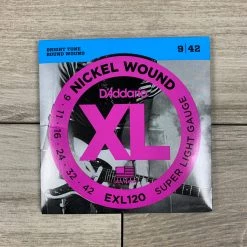 BRIGHT TONE
ROUND WOUND
9|42
NICKEL WOUND
D'Addario
XL
9 · 11 · 16 · 24 · 32 · 42
EXL120
SUPER LIGHT GAUGE